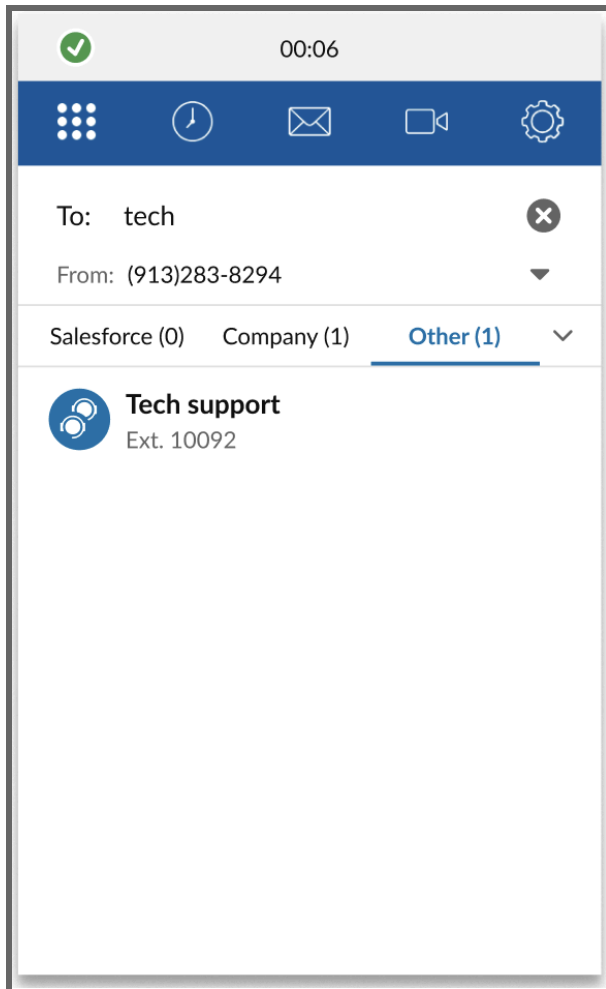 00:06
To: tech
From: (913)283-8294
Salesforce (0) Company (1) Other (1)
Tech support
Ext. 10092